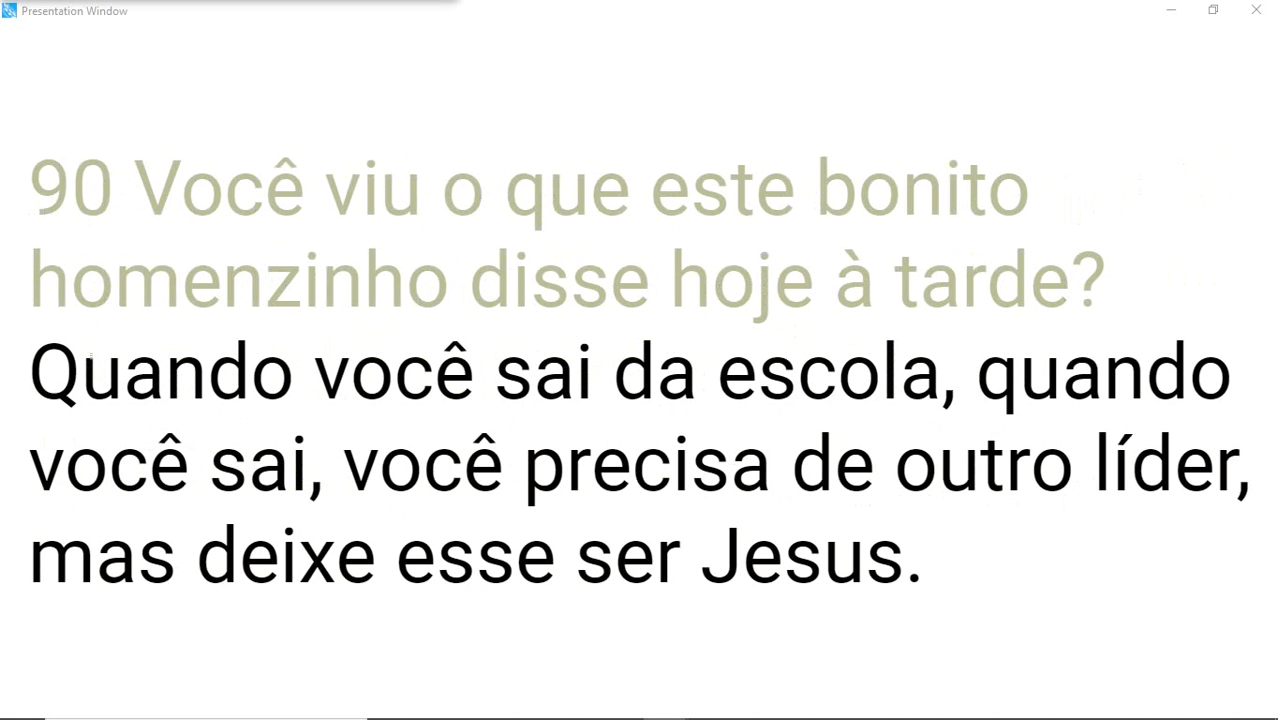 Presentation Window
90 Você viu o que este bonito
homenzinho disse hoje à tarde?
Quando você sai da escola, quando
você sai, você precisa de outro líder,
mas deixe esse ser Jesus.